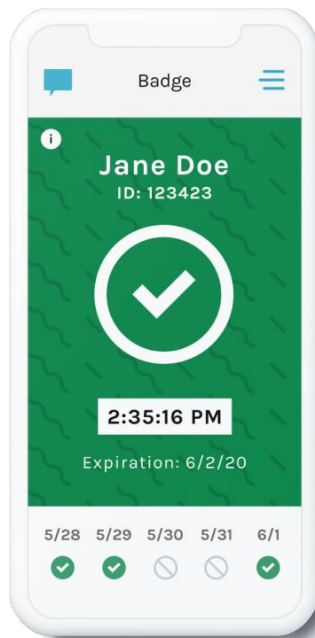 Badge
i
Jane Doe
ID: 123423
2:35:16 PM
Expiration: 6/2/20
5/28 5/29 5/30 5/31 6/1